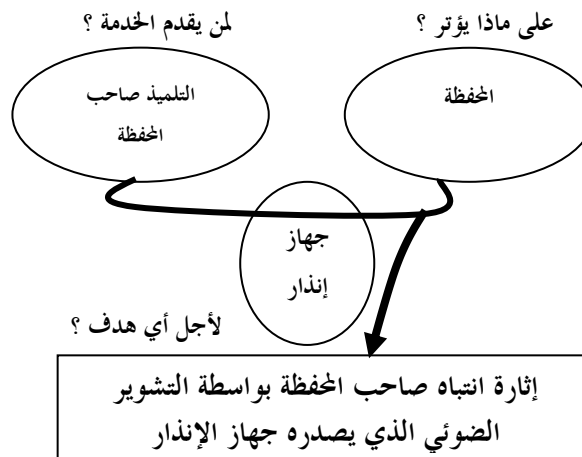 على ماذا يؤتر ؟
لمن يقدم الخدمة ؟
المحفظة
التلميذ صاحب
المحفظة
جهاز
إنذار
لأجل أي هدف ؟
إثارة انتباه صاحب المحفظة بواسطة التشوير
الضوئي الذي يصدره جهاز الإنذار